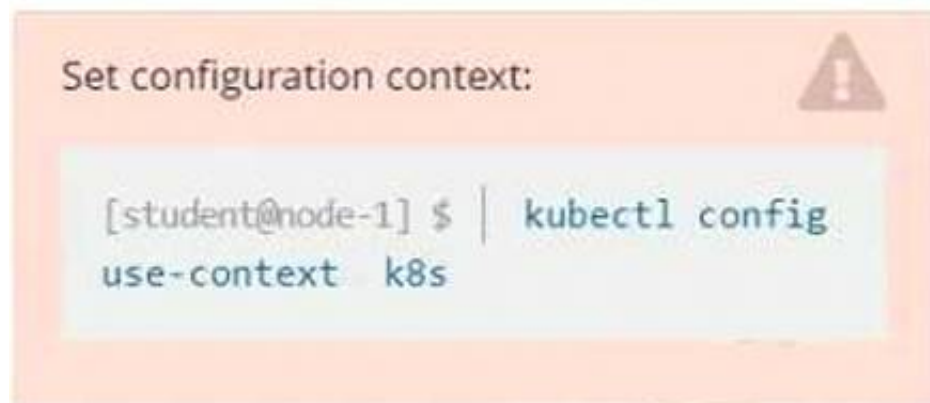 Set configuration context:
[student@node-1] $ | kubectl config
use-context k8s